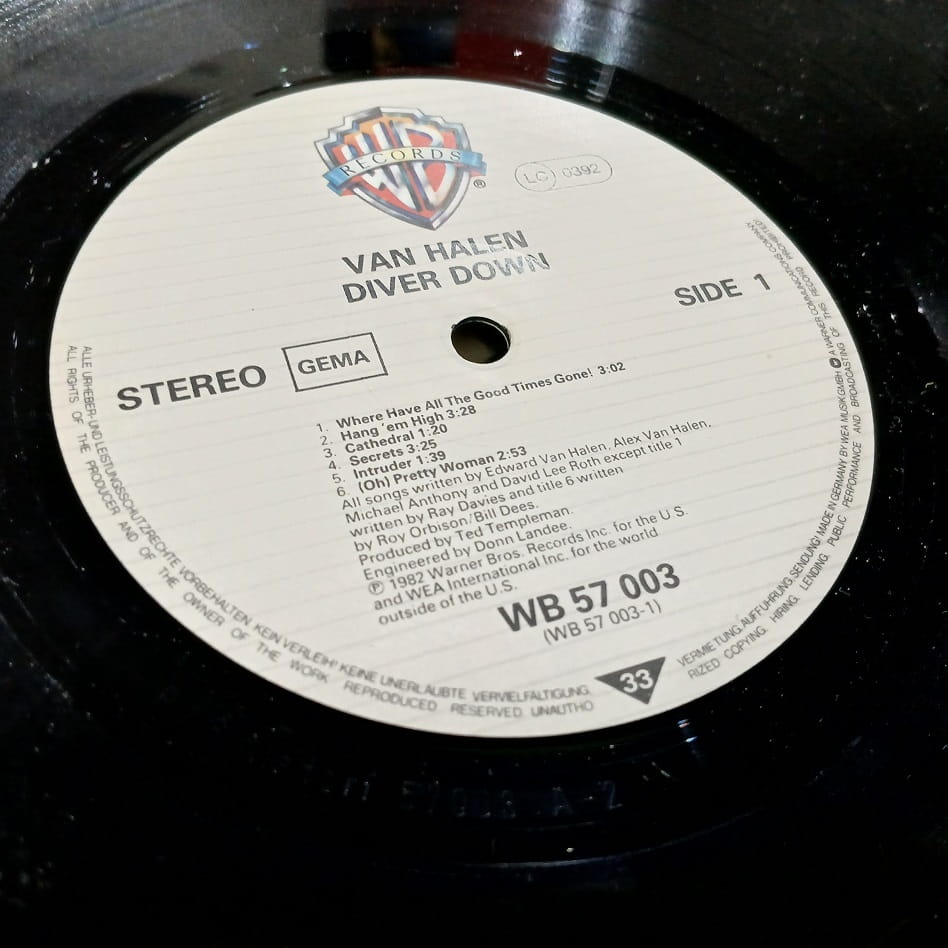 WB
RECORDS
®
LC 0392
VAN HALEN
DIVER DOWN
SIDE 1
STEREO
GEMA
1. Where Have All The Good Times Gone! 3:02
2. Hang 'em High 3:28
3. Cathedral 1:20
4. Secrets 3:25
5. Intruder 1:39
6. (Oh) Pretty Woman 2:53
All songs written by Edward Van Halen, Alex Van Halen,
Michael Anthony and David Lee Roth except title 1
written by Ray Davies and title 6 written
by Roy Orbison/Bill Dees.
Produced by Ted Templeman.
Engineered by Donn Landee.
Ⓟ 1982 Warner Bros. Records Inc. for the U S.
and WEA International Inc. for the world
outside of the U.S.
WB 57 003
(WB 57 003-1)
33
ALLE URHEBER- UND LEISTUNGSSCHUTZRECHTE VORBEHALTEN KEIN VERLEIH! KEINE UNERLAUBTE VERVIELFÄLTIGUNG,
VERMIETUNG, AUFFÜHRUNG, SENDUNG! MADE IN GERMANY BY WEA MUSIK GMBH A WARNER COMMUNICATIONS COMPANY
ALL RIGHTS OF THE PRODUCER AND OF THE OWNER OF THE WORK REPRODUCED RESERVED UNAUTHO
RIZED COPYING, HIRING, LENDING, PUBLIC PERFORMANCE AND BROADCASTING OF THIS RECORD PROHIBITED!